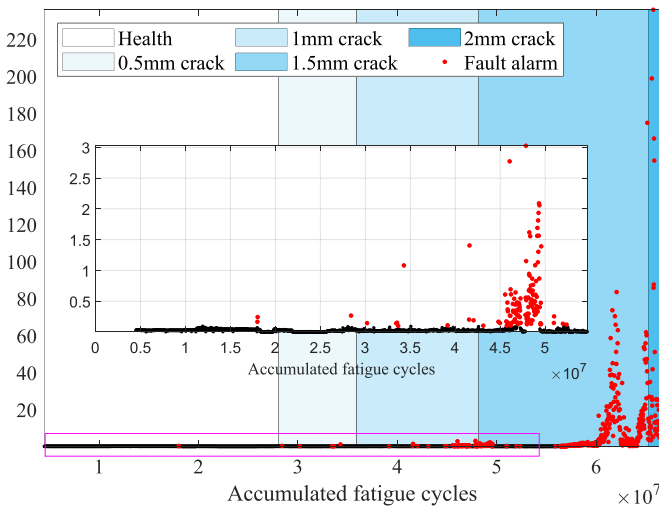 220
200
180
160
140
120
100
80
60
40
20
Health
1mm crack
2mm crack
0.5mm crack
1.5mm crack
Fault alarm
3
2.5
2
1.5
1
0.5
0 0.5 1 1.5 2 2.5 3 3.5 4 4.5 5
Accumulated fatigue cycles
×10^7
1 2 3 4 5 6
Accumulated fatigue cycles
×10^7